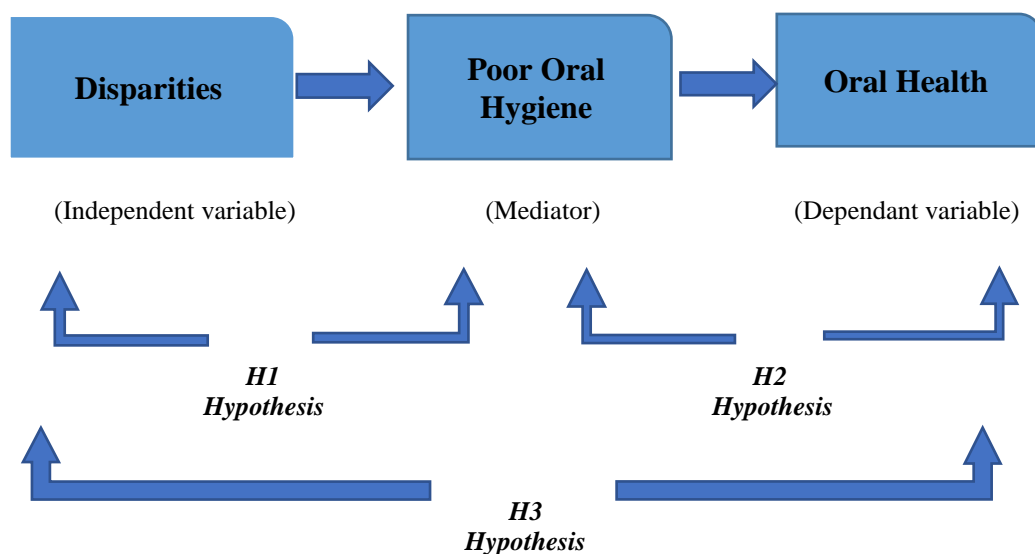 Disparities
Poor Oral
Hygiene
Oral Health
(Independent variable)
(Mediator)
(Dependant variable)
H1
Hypothesis
H2
Hypothesis
H3
Hypothesis